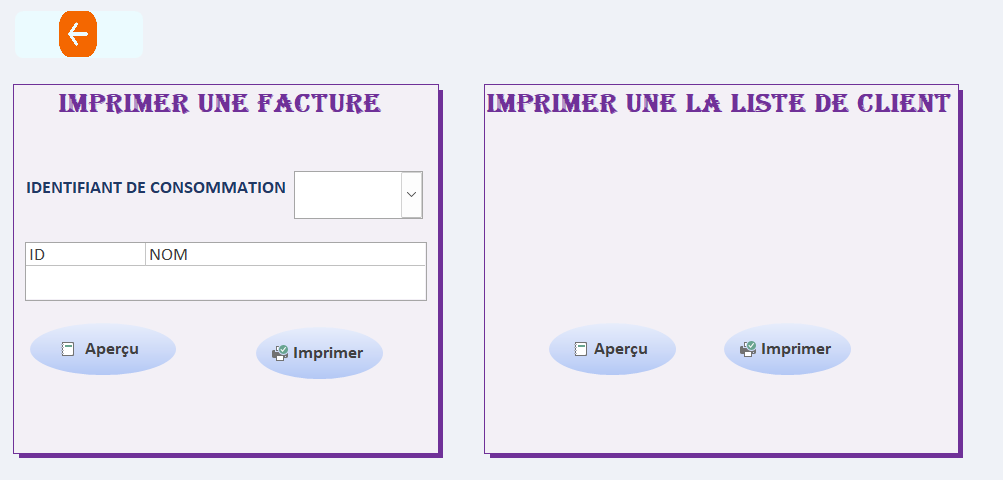 IMPRIMER UNE FACTURE
IDENTIFIANT DE CONSOMMATION
ID NOM
Aperçu Imprimer
IMPRIMER UNE LA LISTE DE CLIENT
Aperçu Imprimer